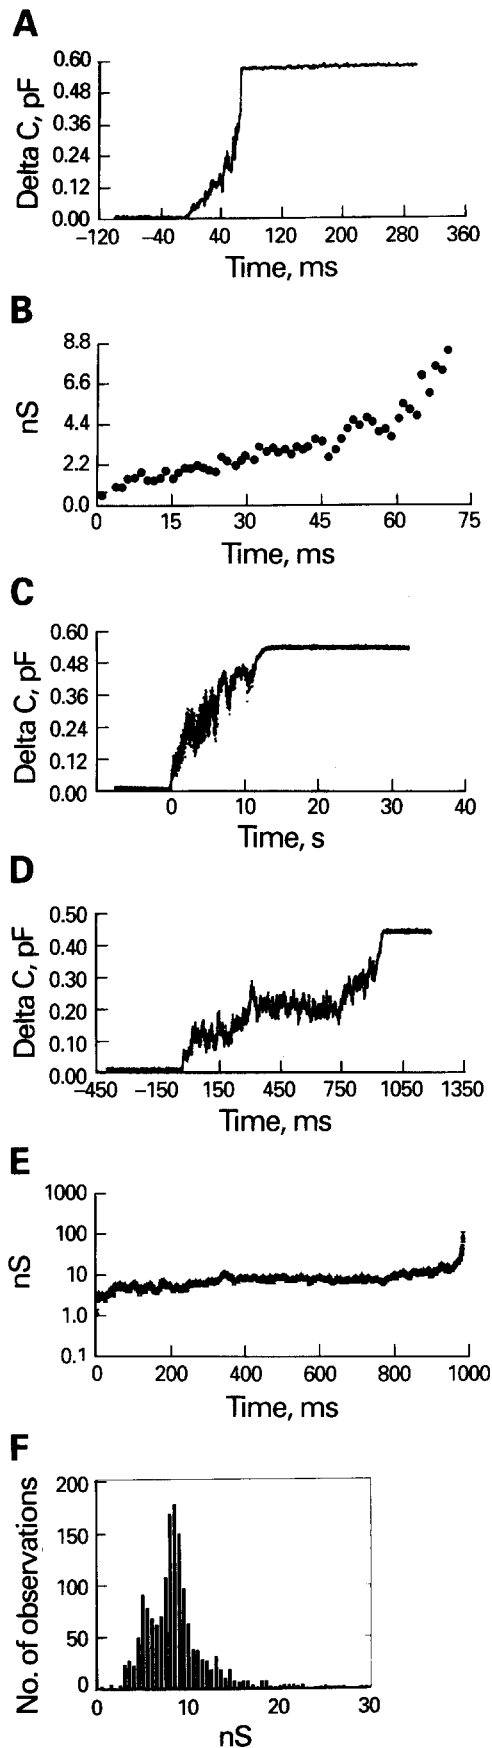 A
Delta C, pF
0.60
0.48
0.36
0.24
0.12
0.00
−120 −40 40 120 200 280 360
Time, ms
B
nS
8.8
6.6
4.4
2.2
0.0
0 15 30 45 60 75
Time, ms
C
Delta C, pF
0.60
0.48
0.36
0.24
0.12
0.00
0 10 20 30 40
Time, s
D
Delta C, pF
0.50
0.40
0.30
0.20
0.10
0.00
−450 −150 150 450 750 1050 1350
Time, ms
E
nS
1000
100
10
1.0
0.1
0 200 400 600 800 1000
Time, ms
F
No. of observations
200
150
100
50
0
0 10 20 30
nS